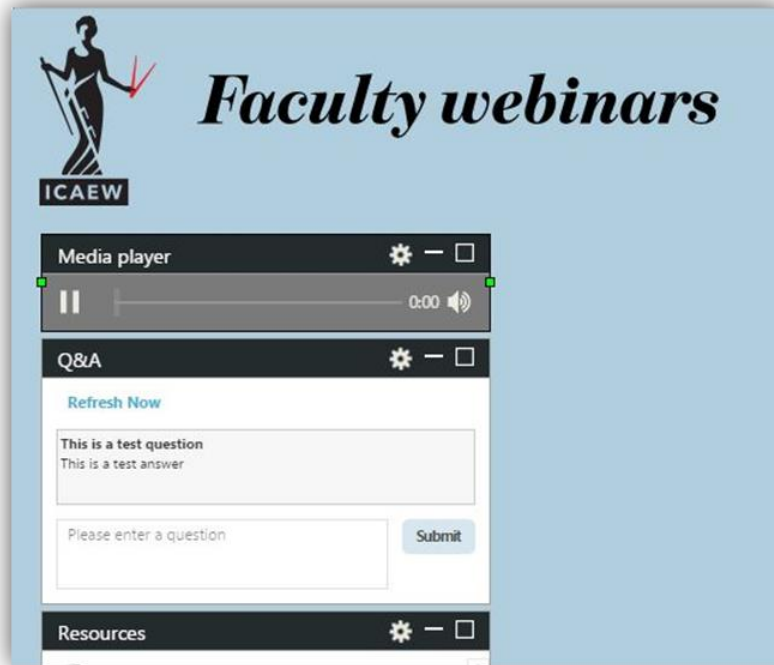 Faculty webinars
ICAEW
Media player
0:00
Q&A
Refresh Now
This is a test question
This is a test answer
Please enter a question
Submit
Resources